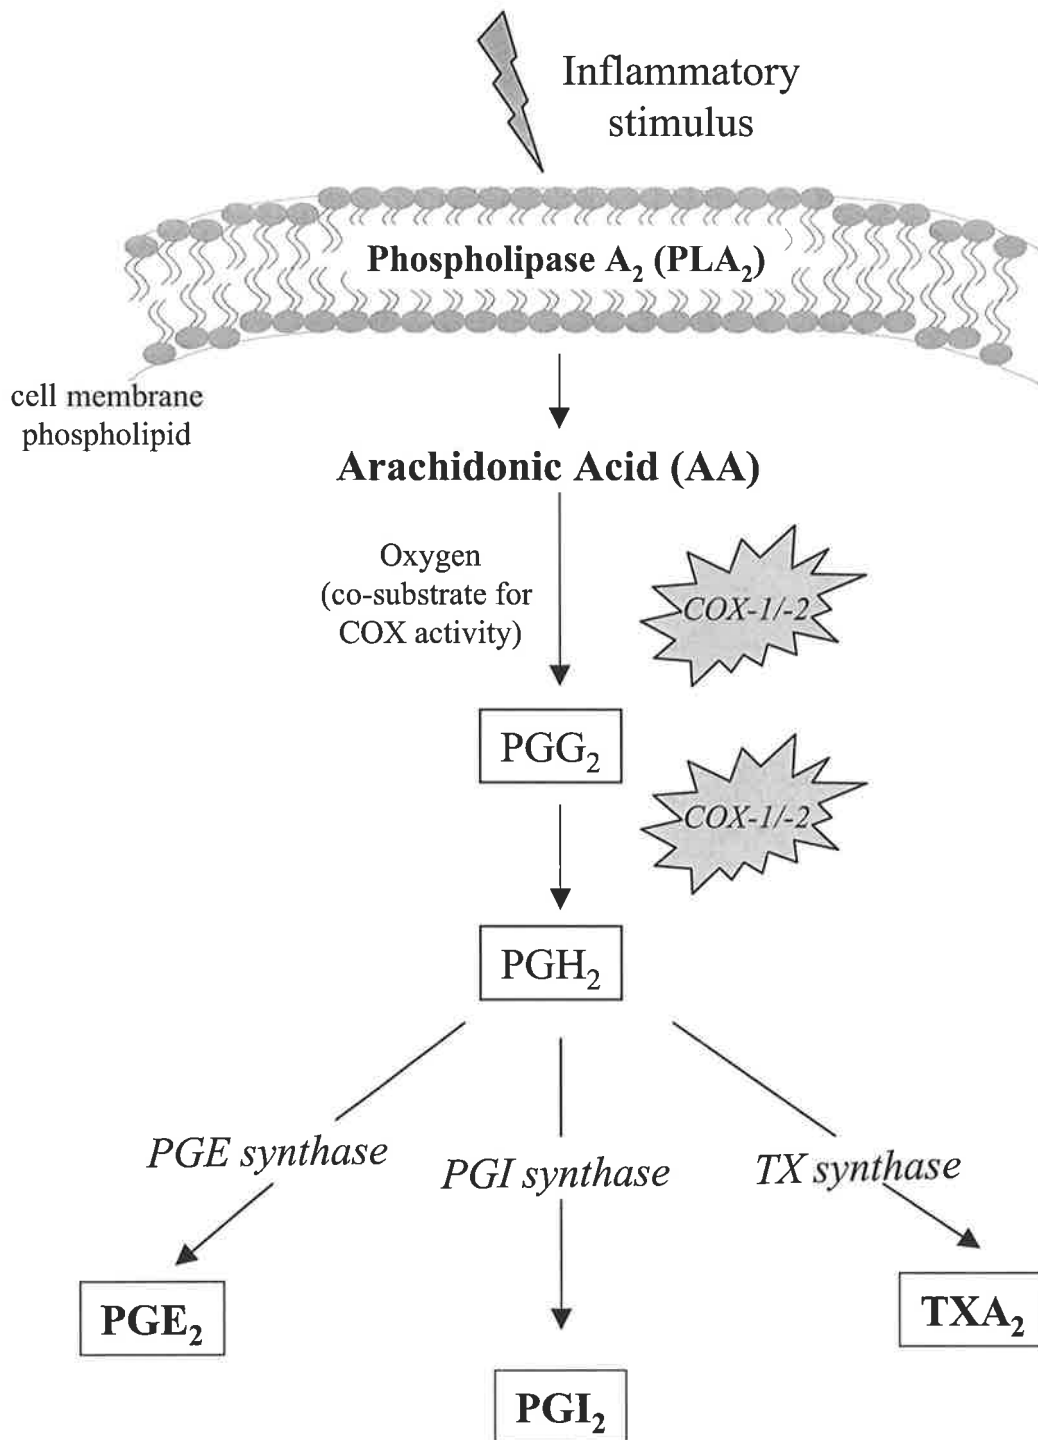 Inflammatory
stimulus
Phospholipase A₂ (PLA₂)
cell membrane
phospholipid
Arachidonic Acid (AA)
Oxygen
(co-substrate for
COX activity)
COX-1/-2
PGG₂
COX-1/-2
PGH₂
PGE synthase
PGI synthase
TX synthase
PGE₂
TXA₂
PGI₂